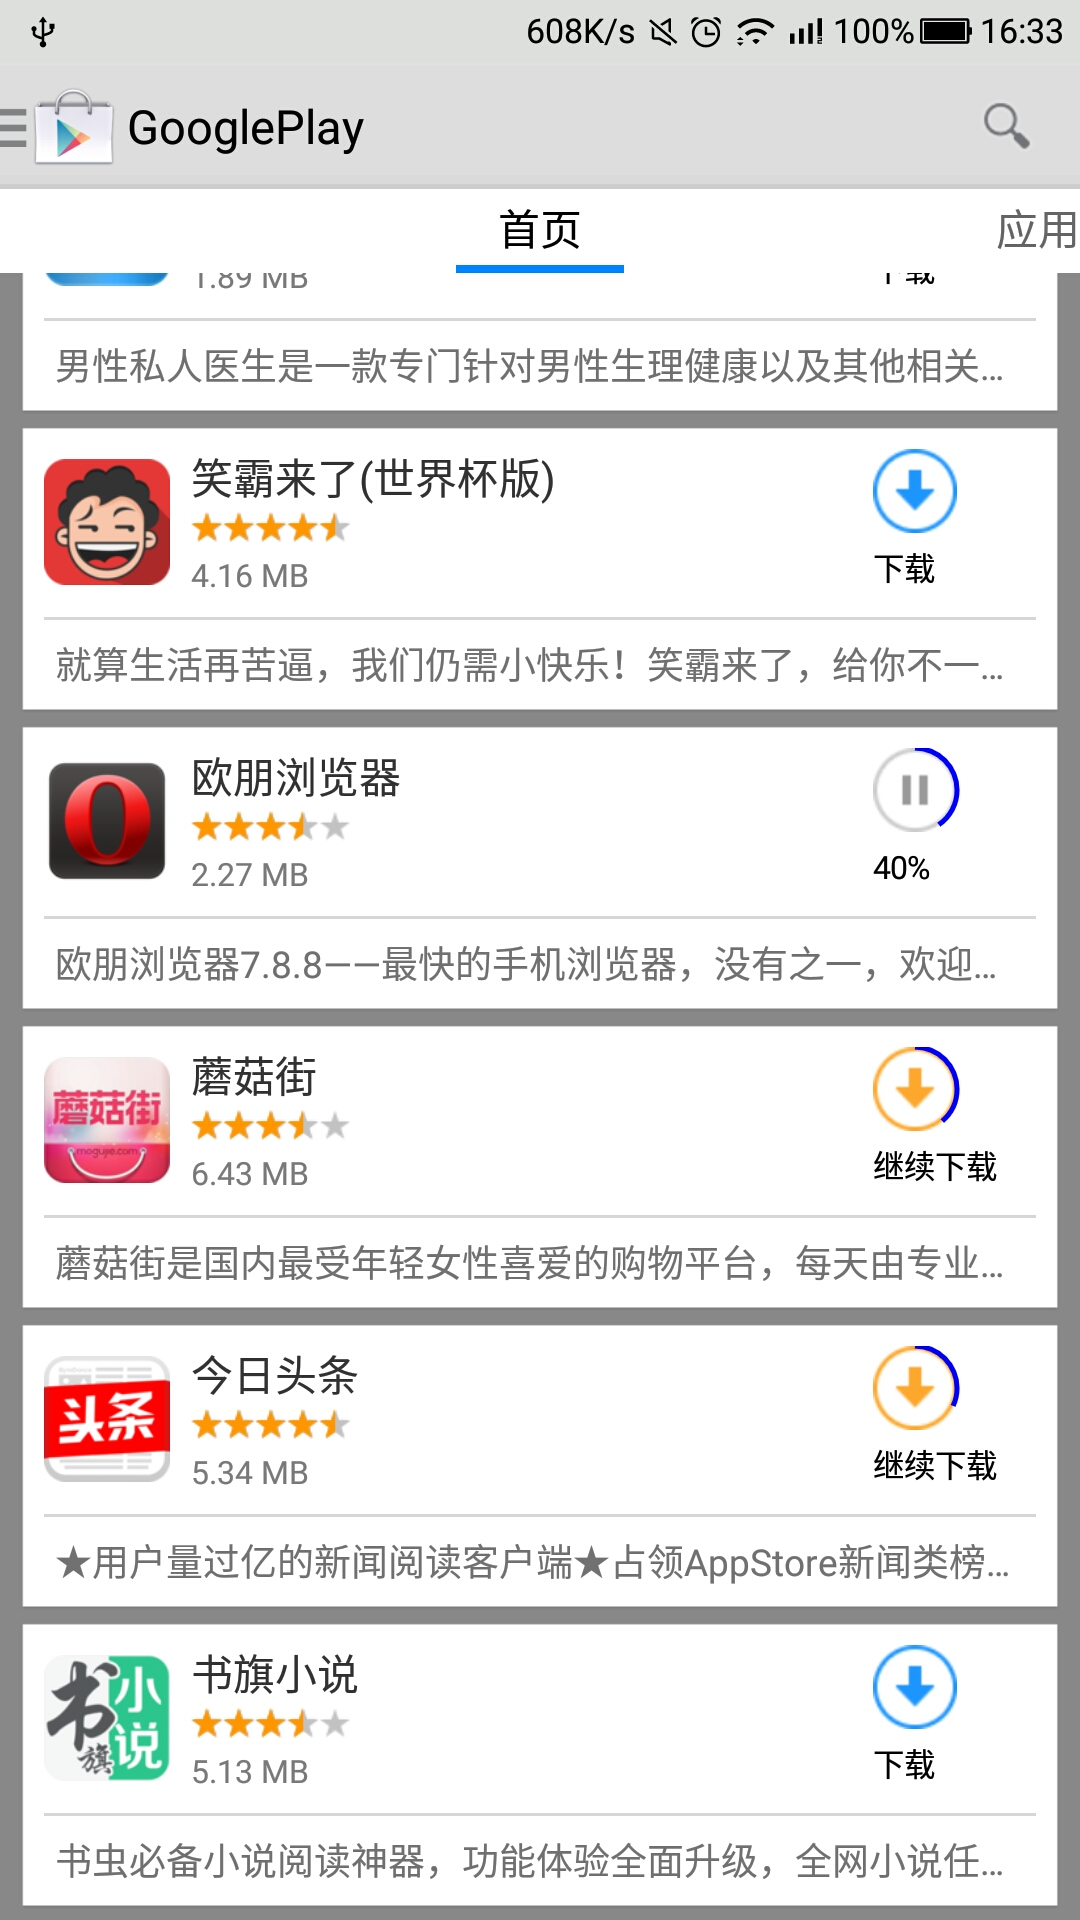 608K/s 100% 16:33
GooglePlay
首页 应用
1.89 MB 下载
男性私人医生是一款专门针对男性生理健康以及其他相关...
笑霸来了(世界杯版)
4.16 MB
下载
就算生活再苦逼，我们仍需小快乐！笑霸来了，给你不一...
欧朋浏览器
2.27 MB
40%
欧朋浏览器7.8.8——最快的手机浏览器，没有之一，欢迎...
蘑菇街
mogujie.com
蘑菇街
6.43 MB
继续下载
蘑菇街是国内最受年轻女性喜爱的购物平台，每天由专业...
头条
今日头条
5.34 MB
继续下载
★用户量过亿的新闻阅读客户端★占领AppStore新闻类榜...
书旗小说
书旗小说
5.13 MB
下载
书虫必备小说阅读神器，功能体验全面升级，全网小说任...